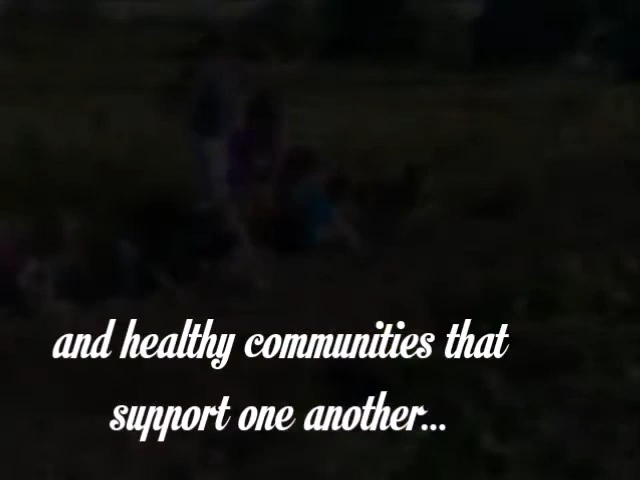 and healthy communities that
support one another...